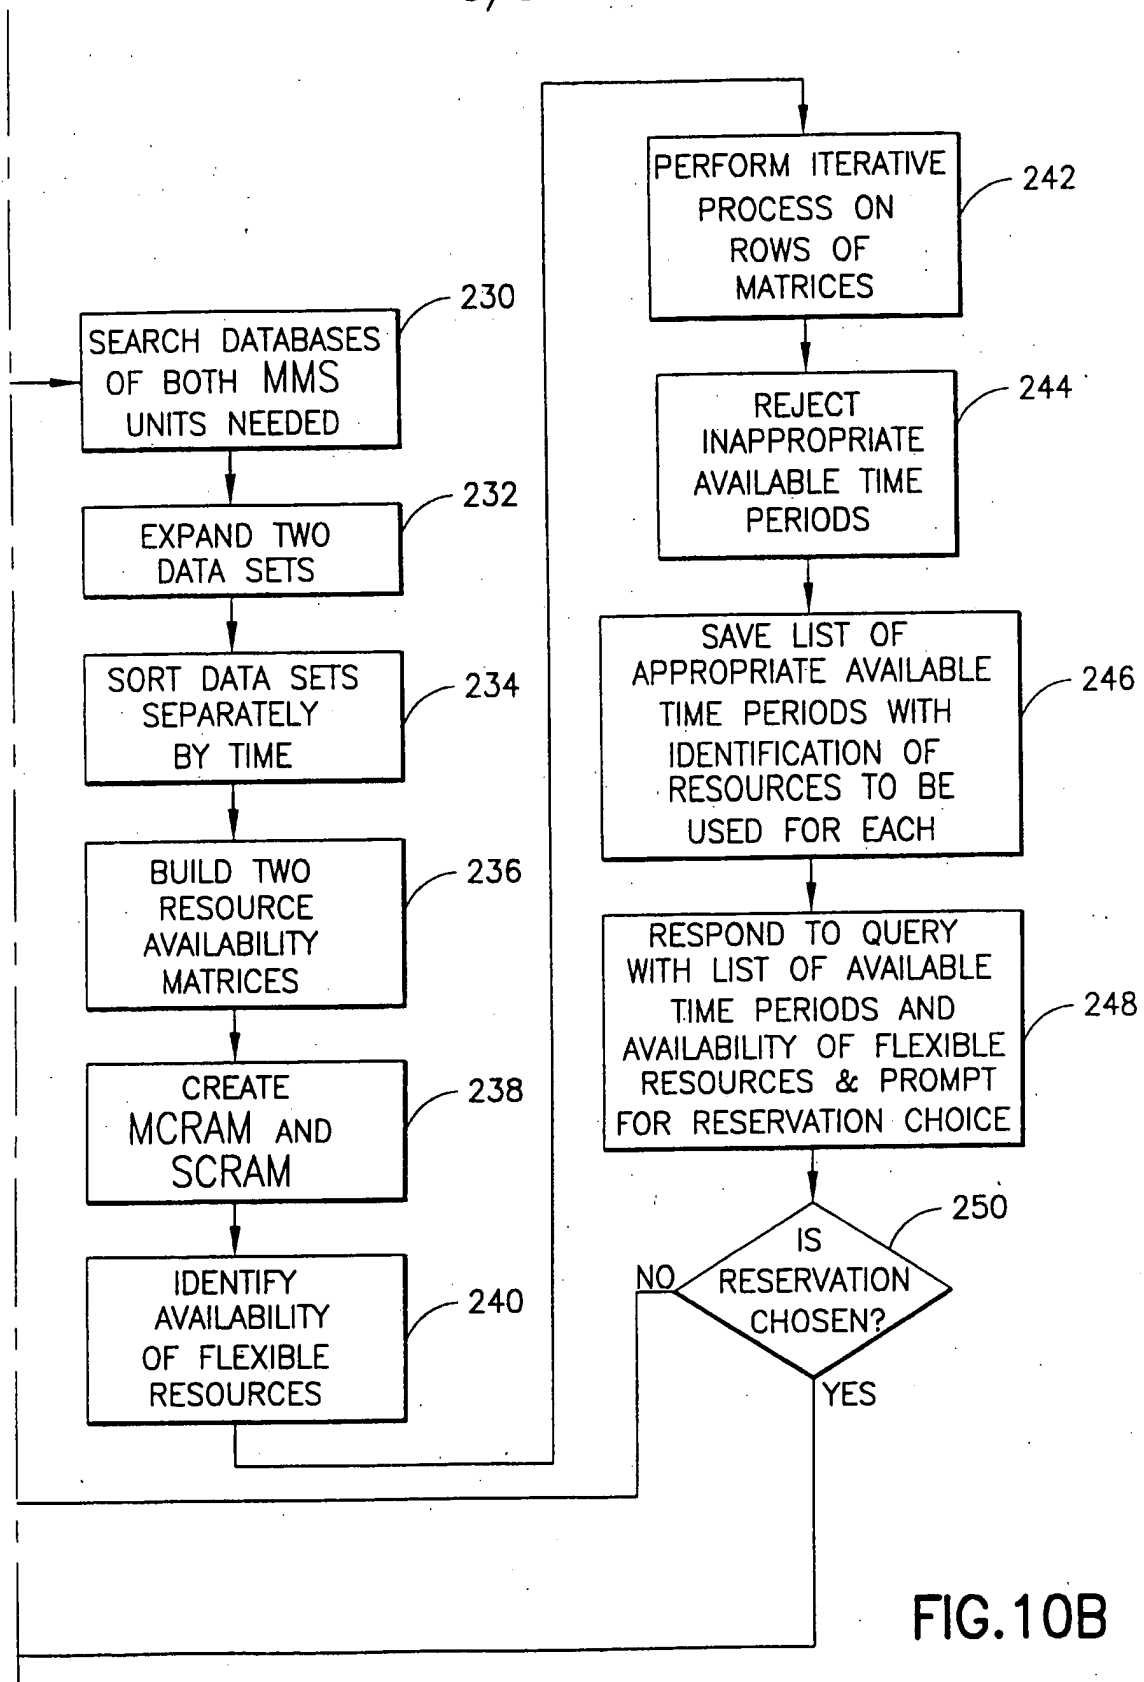 SEARCH DATABASES
OF BOTH MMS
UNITS NEEDED
230
EXPAND TWO
DATA SETS
232
SORT DATA SETS
SEPARATELY
BY TIME
234
BUILD TWO
RESOURCE
AVAILABILITY
MATRICES
236
CREATE
MCRAM AND
SCRAM
238
IDENTIFY
AVAILABILITY
OF FLEXIBLE
RESOURCES
240
PERFORM ITERATIVE
PROCESS ON
ROWS OF
MATRICES
242
REJECT
INAPPROPRIATE
AVAILABLE TIME
PERIODS
244
SAVE LIST OF
APPROPRIATE AVAILABLE
TIME PERIODS WITH
IDENTIFICATION OF
RESOURCES TO BE
USED FOR EACH
246
RESPOND TO QUERY
WITH LIST OF AVAILABLE
TIME PERIODS AND
AVAILABILITY OF FLEXIBLE
RESOURCES & PROMPT
FOR RESERVATION CHOICE
248
IS
RESERVATION
CHOSEN?
250
NO
YES
FIG.10B